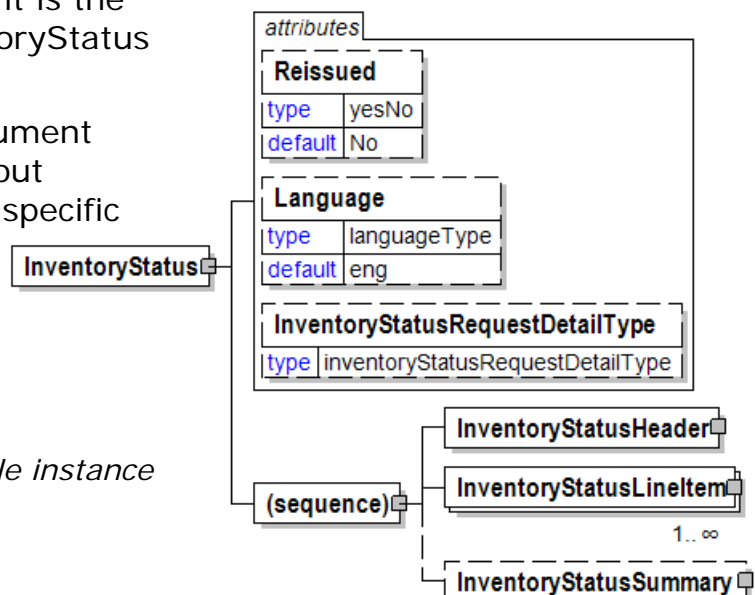 nt is the
oryStatus
ument
out
specific
le instance
InventoryStatus
attributes
Reissued
type yesNo
default No
Language
type languageType
default eng
InventoryStatusRequestDetailType
type inventoryStatusRequestDetailType
(sequence)
InventoryStatusHeader
InventoryStatusLineItem
1..∞
InventoryStatusSummary